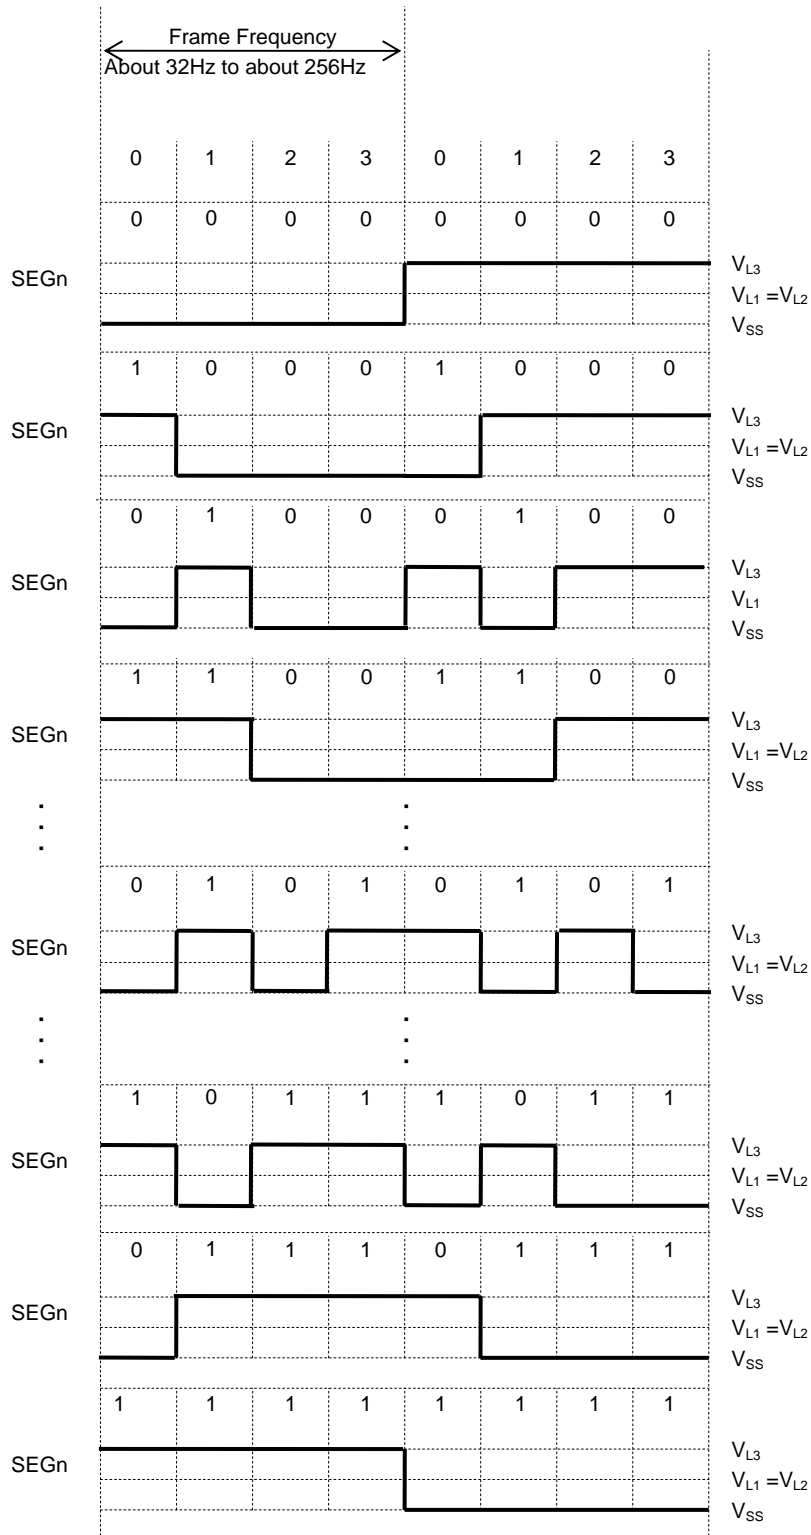 Frame Frequency
About 32Hz to about 256Hz
0 1 2 3 0 1 2 3
0 0 0 0 0 0 0 0
SEGn
VL3
VL1 =VL2
VSS
1 0 0 0 1 0 0 0
SEGn
VL3
VL1 =VL2
VSS
0 1 0 0 0 1 0 0
SEGn
VL3
VL1
VSS
1 1 0 0 1 1 0 0
SEGn
VL3
VL1 =VL2
VSS
0 1 0 1 0 1 0 1
SEGn
VL3
VL1 =VL2
VSS
1 0 1 1 1 0 1 1
SEGn
VL3
VL1 =VL2
VSS
0 1 1 1 0 1 1 1
SEGn
VL3
VL1 =VL2
VSS
1 1 1 1 1 1 1 1
SEGn
VL3
VL1 =VL2
VSS